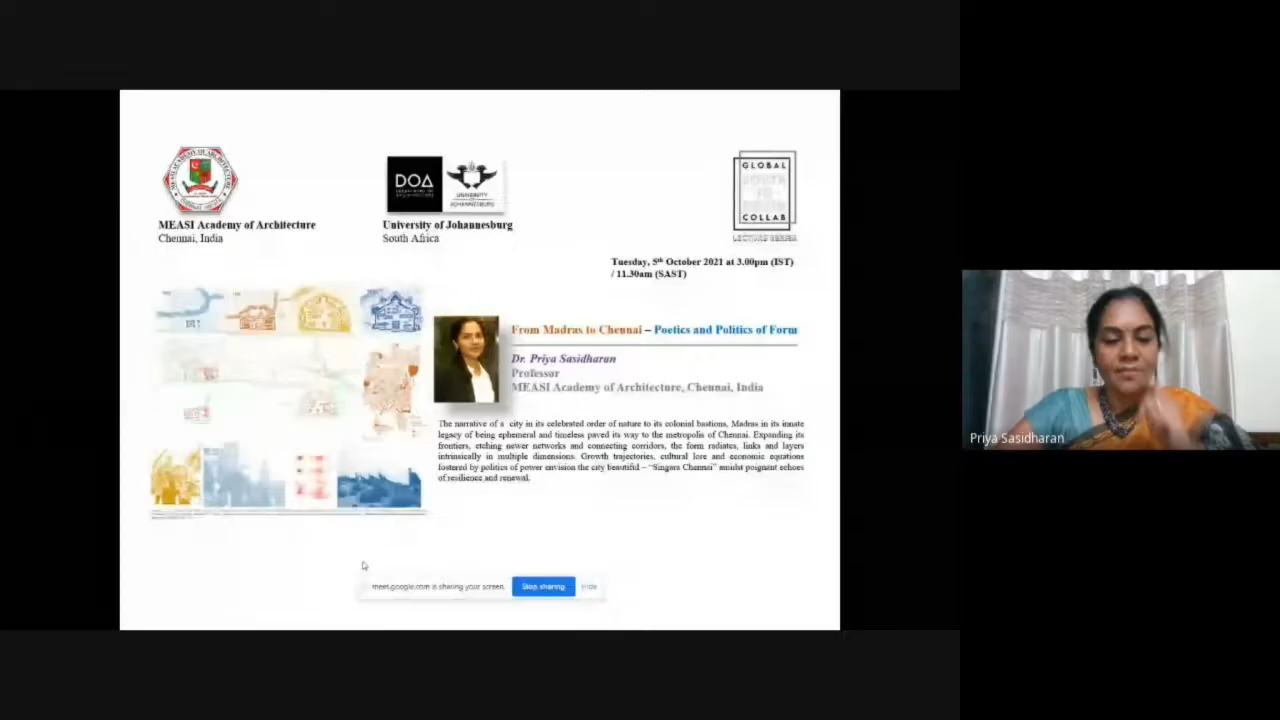 MEASI Academy of Architecture
Chennai, India
DOA
UNIVERSITY
OF
JOHANNESBURG
University of Johannesburg
South Africa
GLOBAL
COLLAB
LECTURE SERIES
Tuesday, 5th October 2021 at 3.00pm (IST)
/ 11.30am (SAST)
From Madras to Chennai – Poetics and Politics of Form
Dr. Priya Sasidharan
Professor
MEASI Academy of Architecture, Chennai, India
The narrative of a city in its celebrated order of nature to its colonial bastions, Madras in its innate
legacy of being ephemeral and timeless paved its way to the metropolis of Chennai. Expanding its
frontiers, etching newer networks and connecting corridors, the form radiates, links and layers
intrinsically in multiple dimensions. Growth trajectories, cultural lore and economic equations
fostered by politics of power envision the city beautiful – "Singara Chennai" amidst poignant echoes
of resilience and renewal.
meet.google.com is sharing your screen.
Stop sharing
Hide
Priya Sasidharan